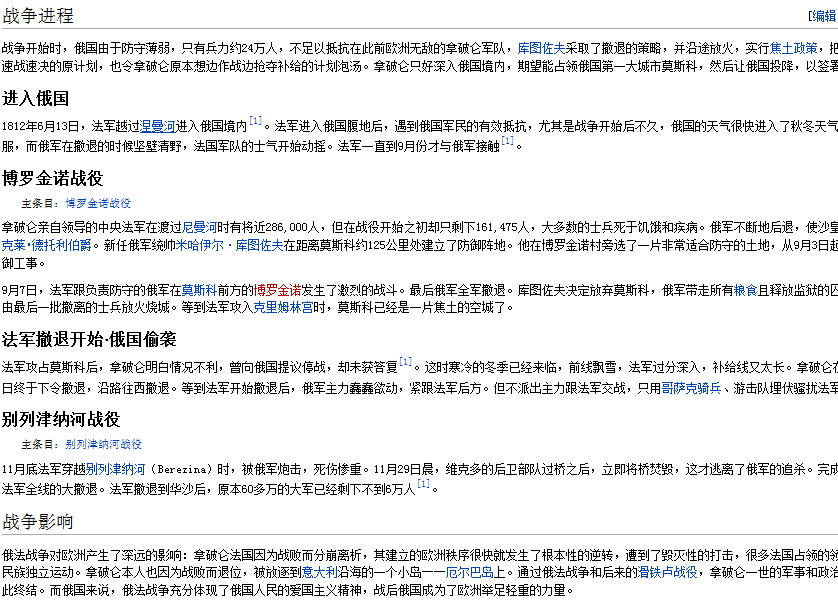 战争进程
[编辑
战争开始时，俄国由于防守薄弱，只有兵力约24万人，不足以抵抗在此前欧洲无敌的拿破仑军队，库图佐夫采取了撤退的策略，并沿途放火，实行焦土政策，把
速战速决的原计划，也令拿破仑原本想边作战边抢夺补给的计划泡汤。拿破仑只好深入俄国境内，期望能占领俄国第一大城市莫斯科，然后让俄国投降，以签署
进入俄国
1812年6月13日，法军越过涅曼河进入俄国境内[1]。法军进入俄国腹地后，遇到俄国军民的有效抵抗，尤其是战争开始后不久，俄国的天气很快进入了秋冬天气
服，而俄军在撤退的时候坚壁清野，法国军队的士气开始动摇。法军一直到9月份才与俄军接触[1]。
博罗金诺战役
主条目：博罗金诺战役
拿破仑亲自领导的中央法军在渡过尼曼河时有将近286,000人，但在战役开始之初却只剩下161,475人，大多数的士兵死于饥饿和疾病。俄军不断地后退，使沙皇
克莱·德托利伯爵。新任俄军统帅米哈伊尔·库图佐夫在距离莫斯科约125公里处建立了防御阵地。他在博罗金诺村旁选了一片非常适合防守的土地，从9月3日起
御工事。
9月7日，法军跟负责防守的俄军在莫斯科前方的博罗金诺发生了激烈的战斗。最后俄军全军撤退。库图佐夫决定放弃莫斯科，俄军带走所有粮食且释放监狱的囚
由最后一批撤离的士兵放火烧城。等到法军攻入克里姆林宫时，莫斯科已经是一片焦土的空城了。
法军撤退开始·俄国偷袭
法军攻占莫斯科后，拿破仑明白情况不利，曾向俄国提议停战，却未获答复[1]。这时寒冷的冬季已经来临，前线飘雪，法军过分深入，补给线又太长。拿破仑在
日终于下令撤退，沿路往西撤退。等到法军开始撤退后，俄军主力蠢蠢欲动，紧跟法军后方。但不派出主力跟法军交战，只用哥萨克骑兵、游击队埋伏骚扰法军
别列津纳河战役
主条目：别列津纳河战役
11月底法军穿越别列津纳河（Berezina）时，被俄军炮击，死伤惨重。11月29日晨，维克多的后卫部队过桥之后，立即将桥焚毁，这才逃离了俄军的追杀。完成
法军全线的大撤退。法军撤退到华沙后，原本60多万的大军已经剩下不到6万人[1]。
战争影响
俄法战争对欧洲产生了深远的影响：拿破仑法国因为战败而分崩离析，其建立的欧洲秩序很快就发生了根本性的逆转，遭到了毁灭性的打击，很多法国占领的领
民族独立运动。拿破仑本人也因为战败而退位，被放逐到意大利沿海的一个小岛——厄尔巴岛上。通过俄法战争和后来的滑铁卢战役，拿破仑一世的军事和政治
此终结。而俄国来说，俄法战争充分体现了俄国人民的爱国主义精神，战后俄国成为了欧洲举足轻重的力量。